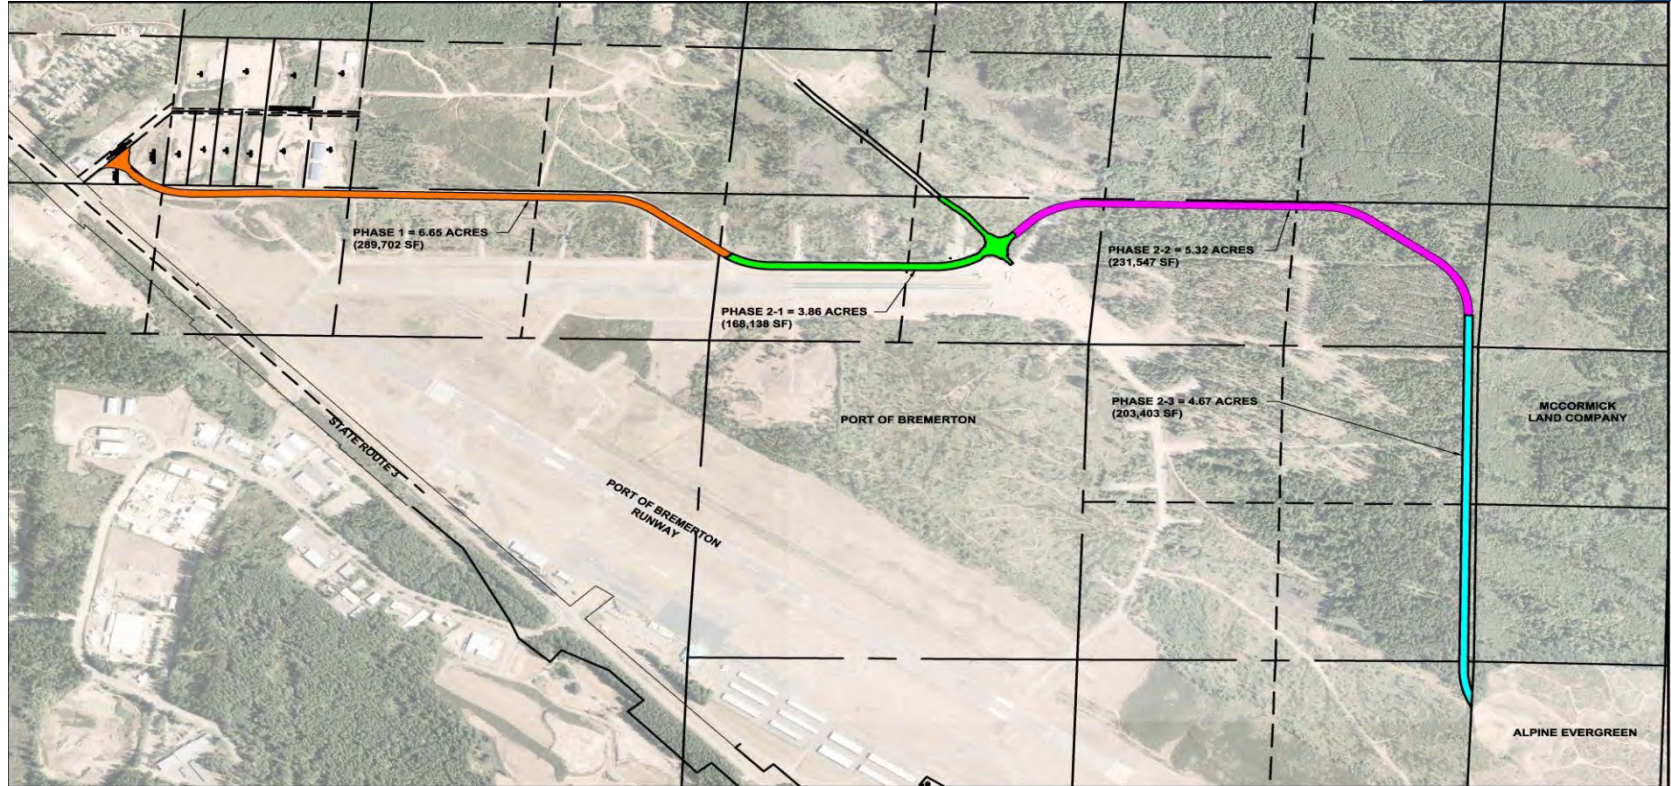 PHASE 1 = 6.65 ACRES
(289,702 SF)
PHASE 2-2 = 5.32 ACRES
(231,547 SF)
PHASE 2-1 = 3.86 ACRES
(168,138 SF)
PHASE 2-3 = 4.67 ACRES
(203,403 SF)
MCCORMICK
LAND COMPANY
PORT OF BREMERTON
STATE ROUTE 3
PORT OF BREMERTON
RUNWAY
ALPINE EVERGREEN